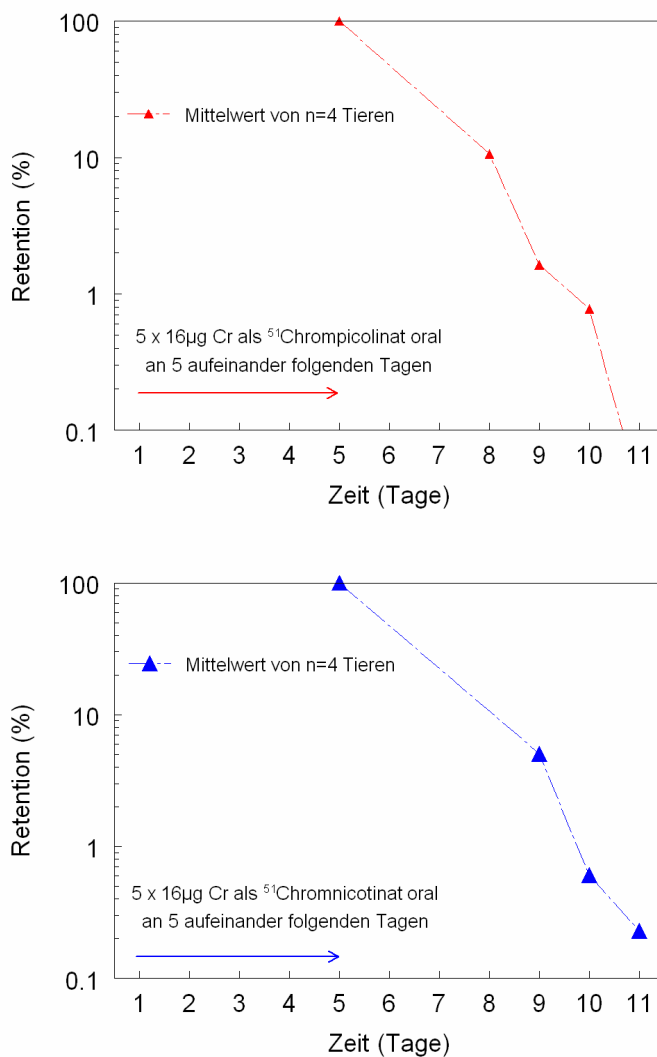 100
10
1
0.1
Retention (%)
Mittelwert von n=4 Tieren
5 x 16µg Cr als ⁵¹Chrompicolinat oral
an 5 aufeinander folgenden Tagen
1 2 3 4 5 6 7 8 9 10 11
Zeit (Tage)
100
10
1
0.1
Retention (%)
Mittelwert von n=4 Tieren
5 x 16µg Cr als ⁵¹Chromnicotinat oral
an 5 aufeinander folgenden Tagen
1 2 3 4 5 6 7 8 9 10 11
Zeit (Tage)